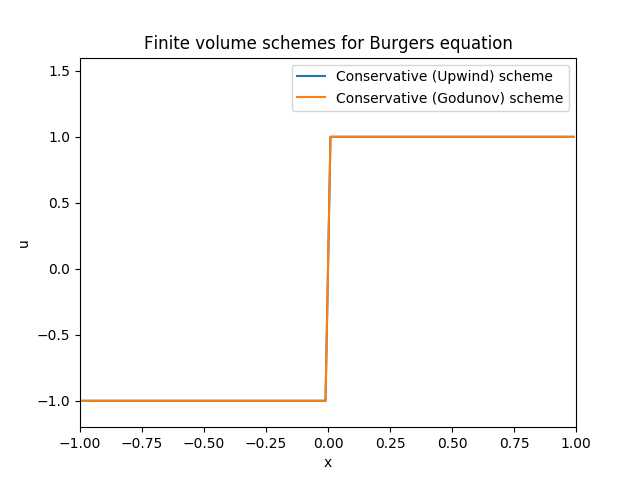 Finite volume schemes for Burgers equation
Conservative (Upwind) scheme
Conservative (Godunov) scheme
1.5
1.0
0.5
0.0
−0.5
−1.0
u
−1.00 −0.75 −0.50 −0.25 0.00 0.25 0.50 0.75 1.00
x